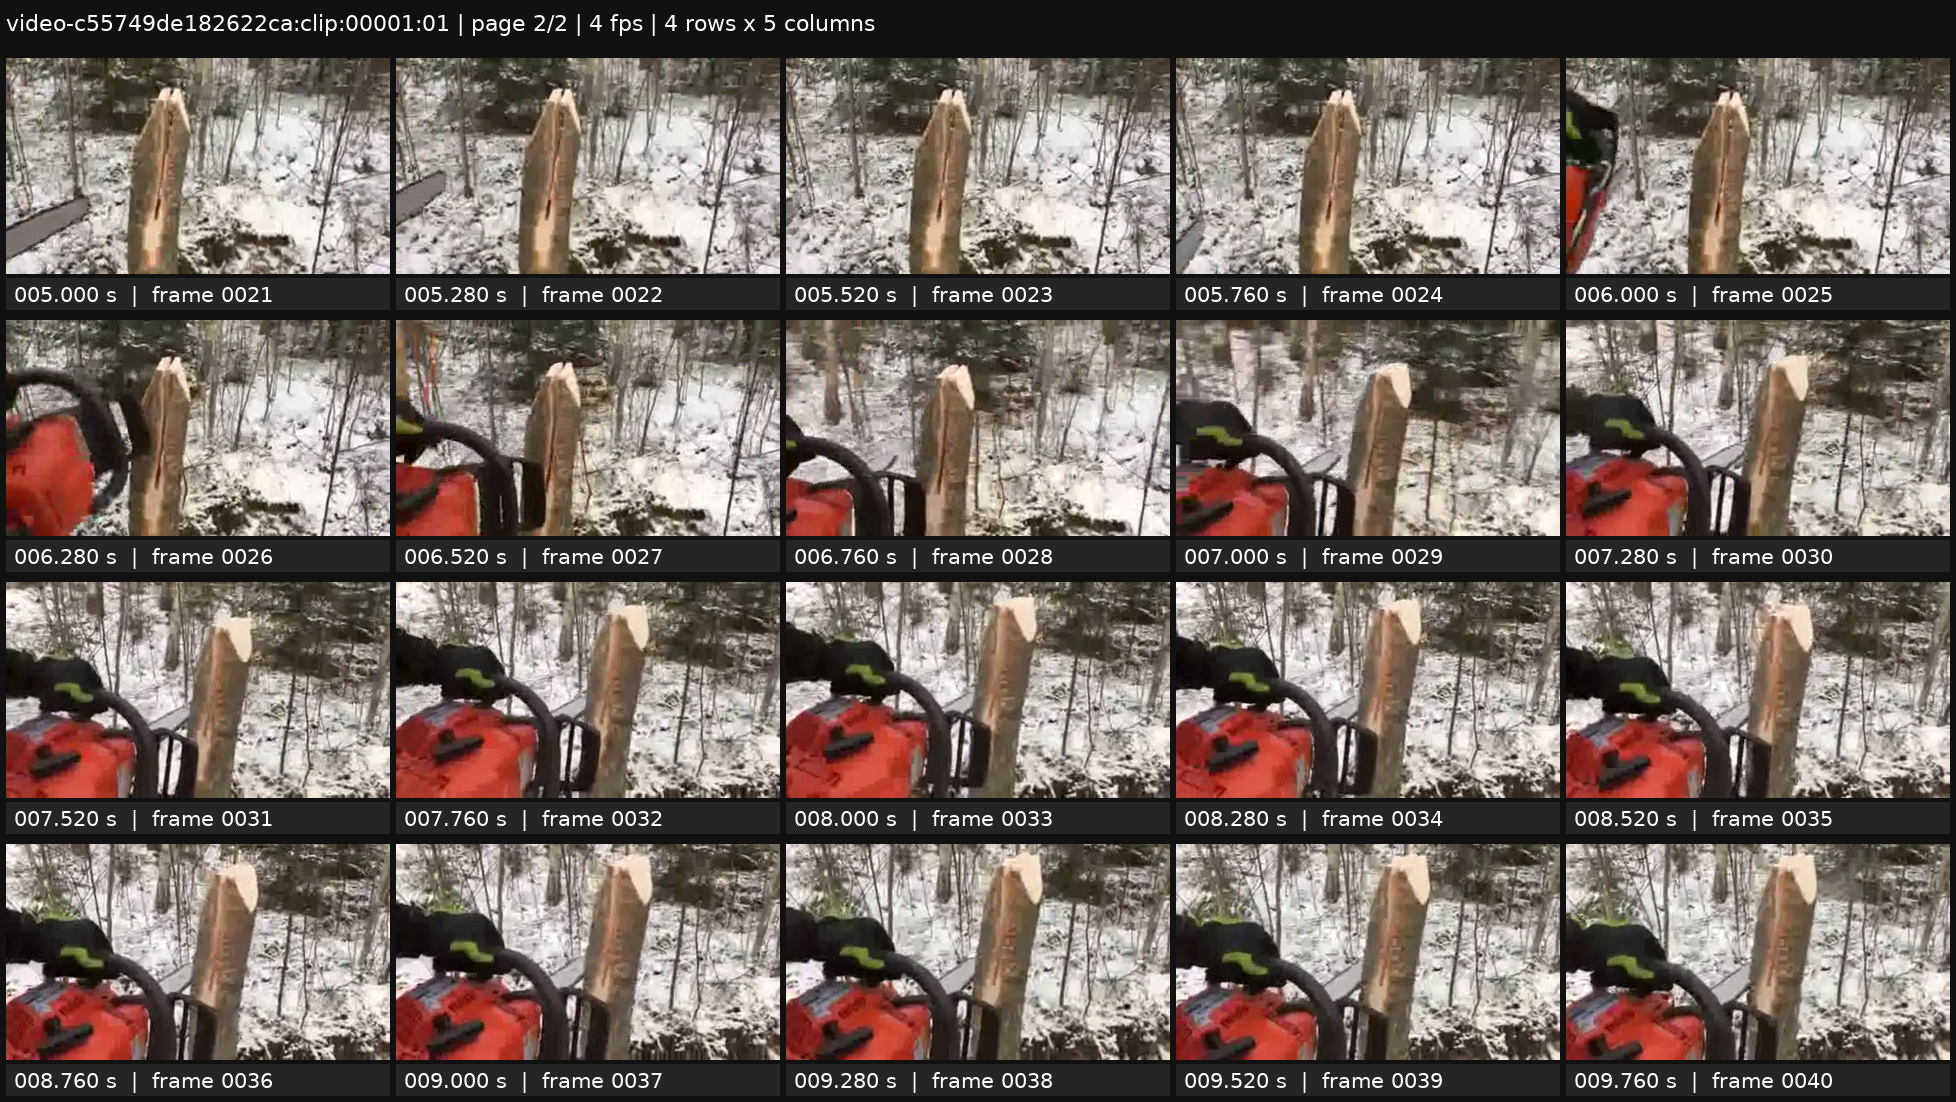 video-c55749de182622ca:clip:00001:01 | page 2/2 | 4 fps | 4 rows x 5 columns
005.000 s | frame 0021
005.280 s | frame 0022
005.520 s | frame 0023
005.760 s | frame 0024
006.000 s | frame 0025
006.280 s | frame 0026
006.520 s | frame 0027
006.760 s | frame 0028
007.000 s | frame 0029
007.280 s | frame 0030
007.520 s | frame 0031
007.760 s | frame 0032
008.000 s | frame 0033
008.280 s | frame 0034
008.520 s | frame 0035
008.760 s | frame 0036
009.000 s | frame 0037
009.280 s | frame 0038
009.520 s | frame 0039
009.760 s | frame 0040